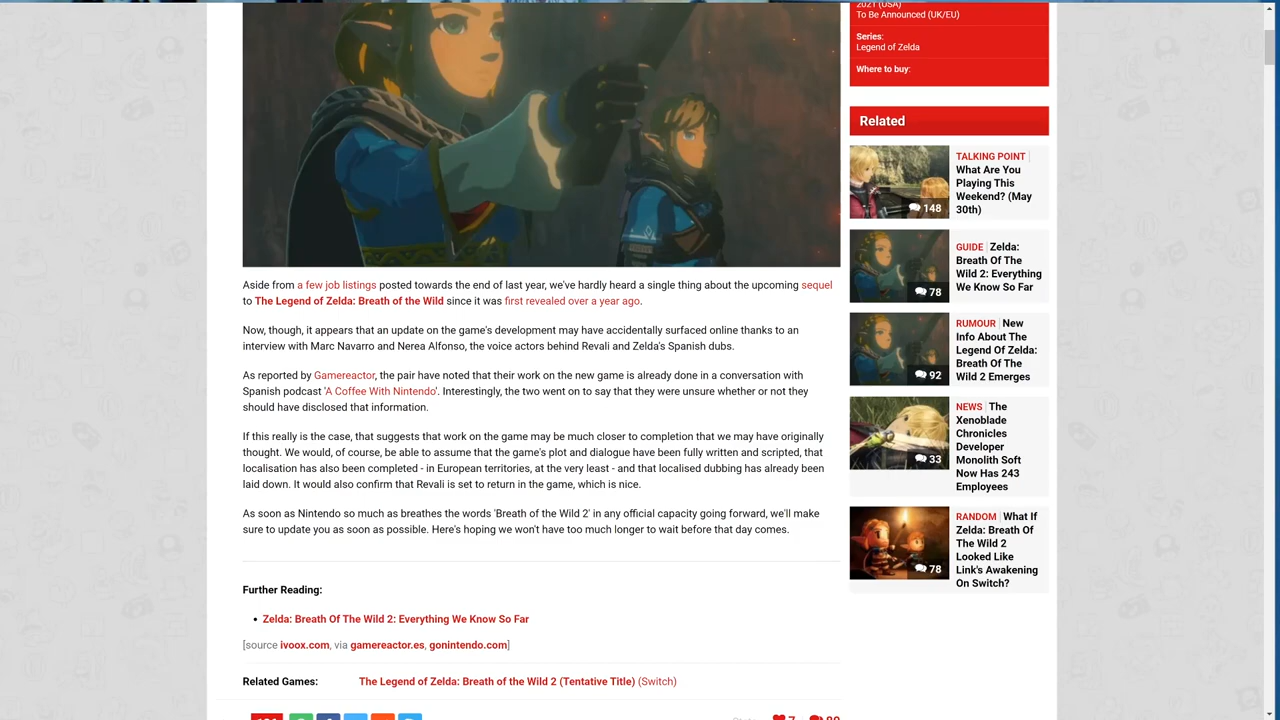 2021 (USA)
To Be Announced (UK/EU)
Series:
Legend of Zelda
Where to buy:
Related
TALKING POINT
What Are You
Playing This
Weekend? (May
30th)
148
GUIDE Zelda:
Breath Of The
Wild 2: Everything
We Know So Far
78
RUMOUR New
Info About The
Legend Of Zelda:
Breath Of The
Wild 2 Emerges
92
NEWS The
Xenoblade
Chronicles
Developer
Monolith Soft
Now Has 243
Employees
33
RANDOM What If
Zelda: Breath Of
The Wild 2
Looked Like
Link's Awakening
On Switch?
78
Aside from a few job listings posted towards the end of last year, we've hardly heard a single thing about the upcoming sequel
to The Legend of Zelda: Breath of the Wild since it was first revealed over a year ago.
Now, though, it appears that an update on the game's development may have accidentally surfaced online thanks to an
interview with Marc Navarro and Nerea Alfonso, the voice actors behind Revali and Zelda's Spanish dubs.
As reported by Gamereactor, the pair have noted that their work on the new game is already done in a conversation with
Spanish podcast 'A Coffee With Nintendo'. Interestingly, the two went on to say that they were unsure whether or not they
should have disclosed that information.
If this really is the case, that suggests that work on the game may be much closer to completion that we may have originally
thought. We would, of course, be able to assume that the game's plot and dialogue have been fully written and scripted, that
localisation has also been completed - in European territories, at the very least - and that localised dubbing has already been
laid down. It would also confirm that Revali is set to return in the game, which is nice.
As soon as Nintendo so much as breathes the words 'Breath of the Wild 2' in any official capacity going forward, we'll make
sure to update you as soon as possible. Here's hoping we won't have too much longer to wait before that day comes.
Further Reading:
• Zelda: Breath Of The Wild 2: Everything We Know So Far
[source ivoox.com, via gamereactor.es, gonintendo.com]
Related Games: The Legend of Zelda: Breath of the Wild 2 (Tentative Title) (Switch)